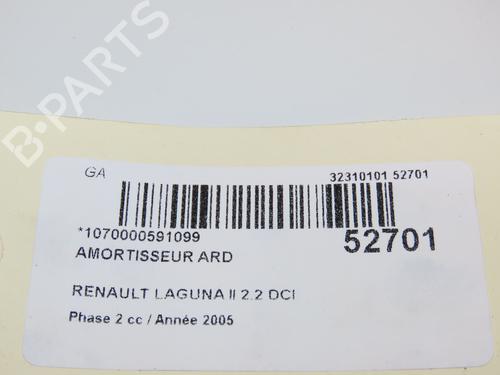 B-PARTS
GA
32310101 52701
*1070000591099
52701
AMORTISSEUR ARD
RENAULT LAGUNA II 2.2 DCI
Phase 2 cc / Année 2005